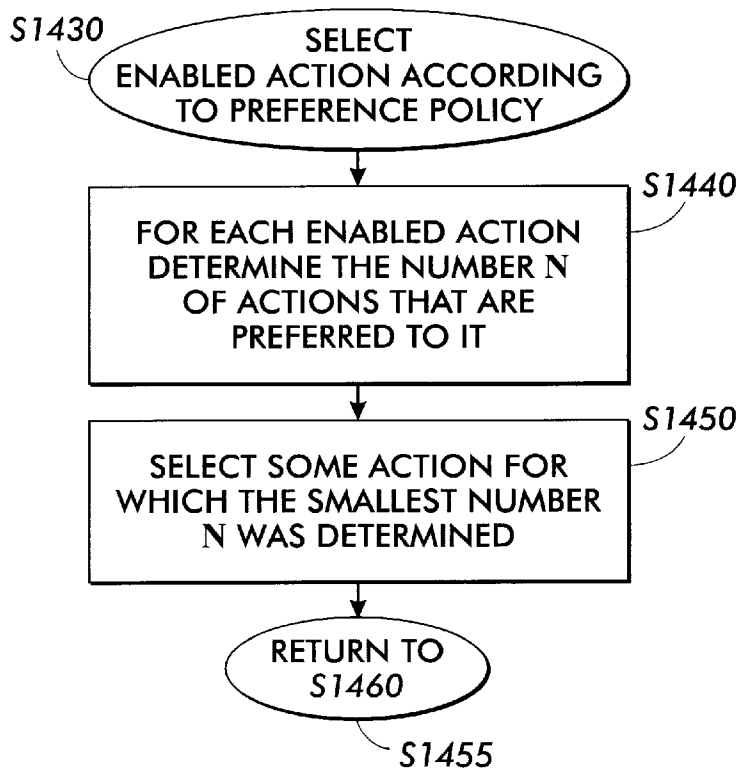 S1430
SELECT
ENABLED ACTION ACCORDING
TO PREFERENCE POLICY
S1440
FOR EACH ENABLED ACTION
DETERMINE THE NUMBER N
OF ACTIONS THAT ARE
PREFERRED TO IT
S1450
SELECT SOME ACTION FOR
WHICH THE SMALLEST NUMBER
N WAS DETERMINED
RETURN TO
S1460
S1455